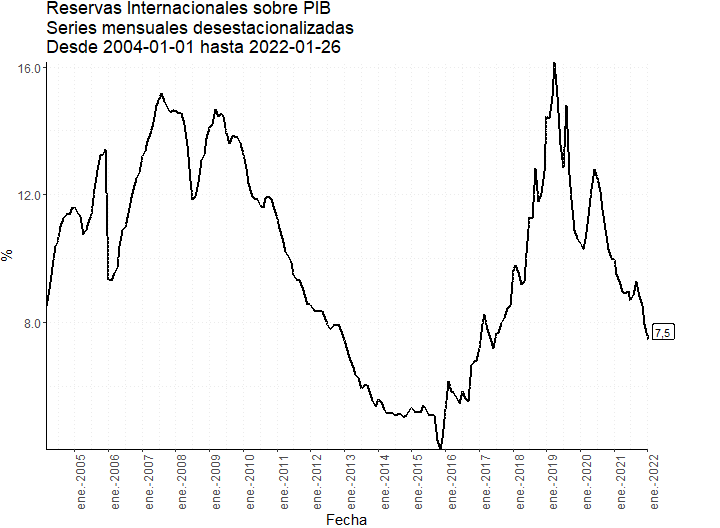 Reservas Internacionales sobre PIB
Series mensuales desestacionalizadas
Desde 2004-01-01 hasta 2022-01-26
16.0
12.0
8.0
%
7,5
ene.-2005
ene.-2006
ene.-2007
ene.-2008
ene.-2009
ene.-2010
ene.-2011
ene.-2012
ene.-2013
ene.-2014
ene.-2015
ene.-2016
ene.-2017
ene.-2018
ene.-2019
ene.-2020
ene.-2021
ene.-2022
Fecha